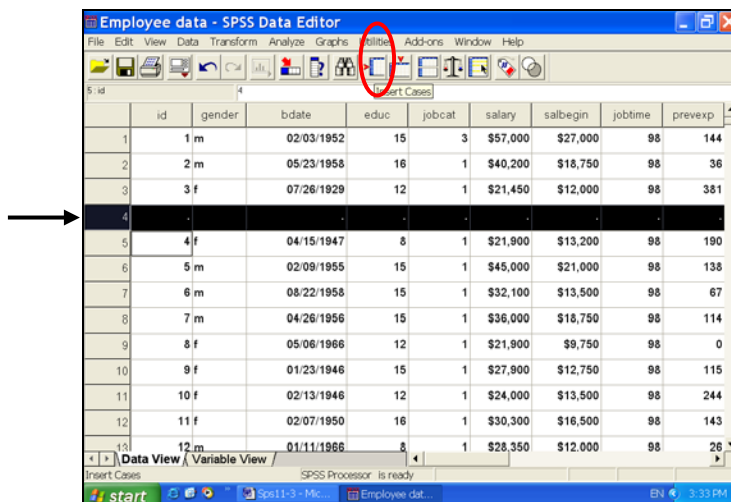 Employee data - SPSS Data Editor
File Edit View Data Transform Analyze Graphs Utilities Add-ons Window Help
Insert Cases
5 : id 4
id gender bdate educ jobcat salary salbegin jobtime prevexp
1 1 m 02/03/1952 15 3 $57,000 $27,000 98 144
2 2 m 05/23/1958 16 1 $40,200 $18,750 98 36
3 3 f 07/26/1929 12 1 $21,450 $12,000 98 381
4 . . . . . . . .
5 4 f 04/15/1947 8 1 $21,900 $13,200 98 190
6 5 m 02/09/1955 15 1 $45,000 $21,000 98 138
7 6 m 08/22/1958 15 1 $32,100 $13,500 98 67
8 7 m 04/26/1956 15 1 $36,000 $18,750 98 114
9 8 f 05/06/1966 12 1 $21,900 $9,750 98 0
10 9 f 01/23/1946 15 1 $27,900 $12,750 98 115
11 10 f 02/13/1946 12 1 $24,000 $13,500 98 244
12 11 f 02/07/1950 16 1 $30,300 $16,500 98 143
13 12 m 01/11/1966 8 1 $28,350 $12,000 98 26
Data View Variable View
Insert Cases SPSS Processor is ready
start Sps11-3 - Mic... Employee dat... EN 3:33 PM